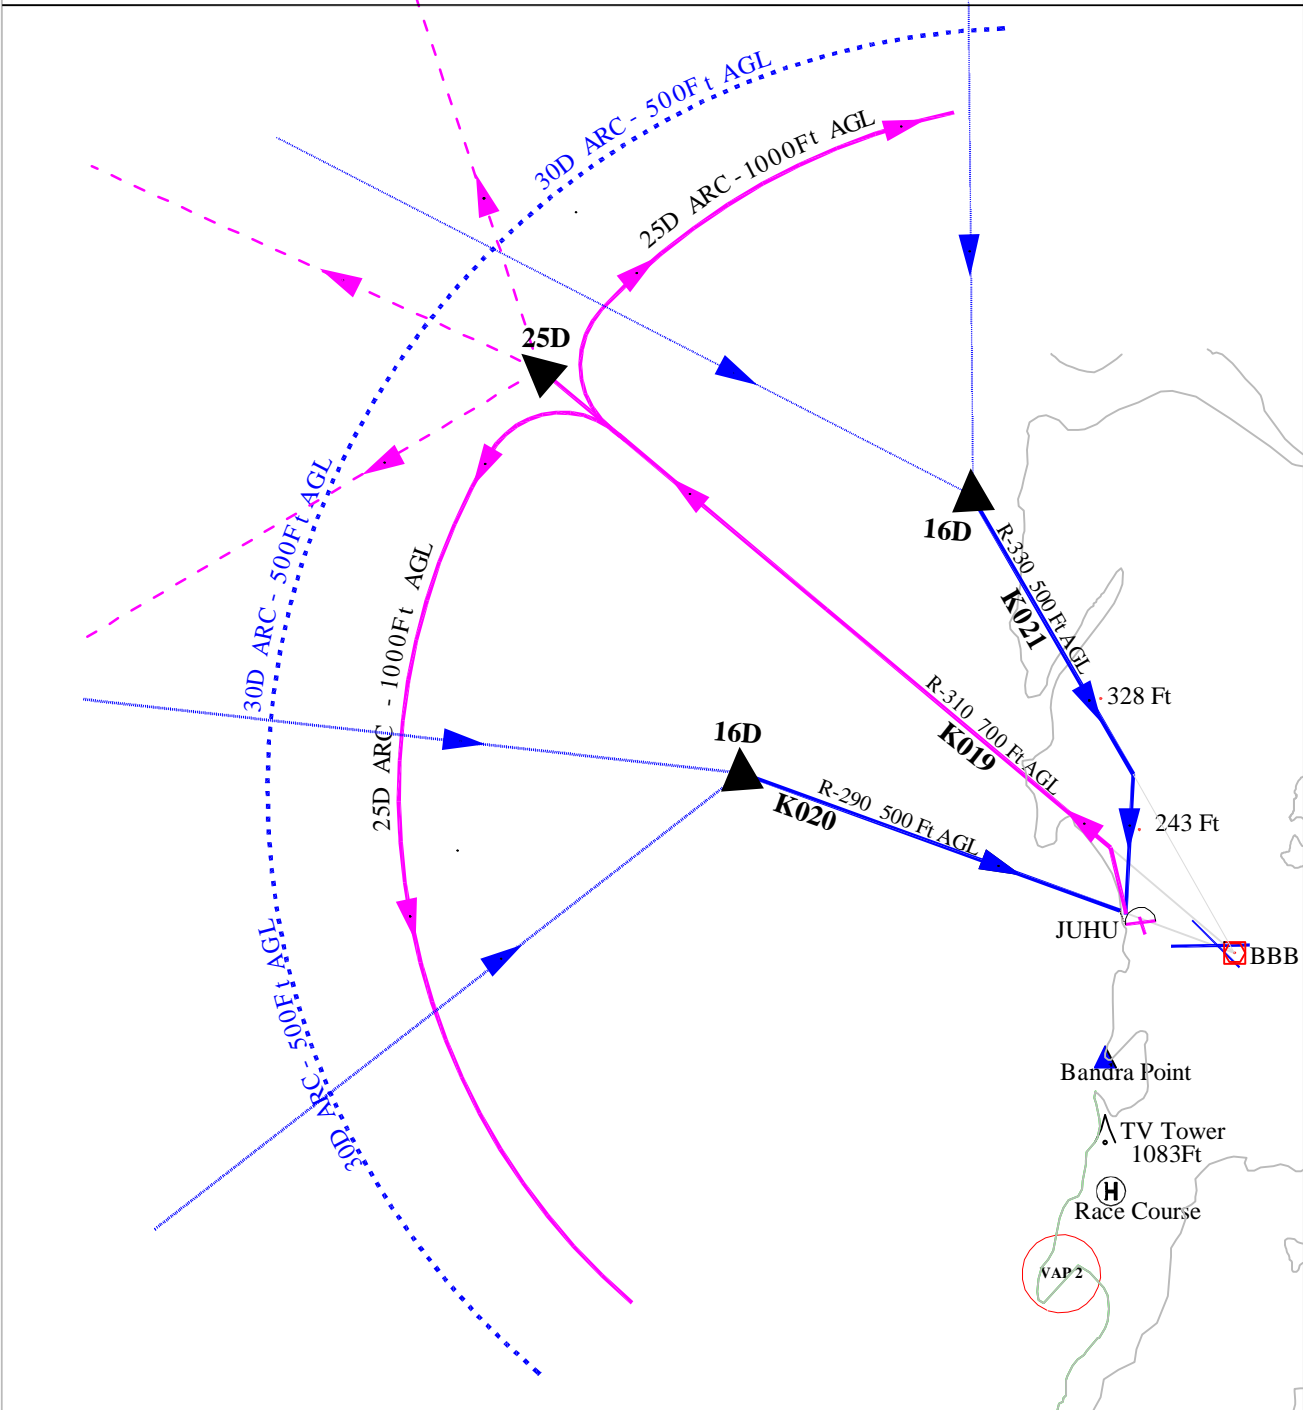 30D ARC - 500Ft AGL
25D ARC - 1000Ft AGL
25D
16D
R-330 500 Ft AGL
K021
30D ARC - 500Ft AGL
25D ARC - 1000Ft AGL
328 Ft
R-310 700 Ft AGL
K019
16D
R-290 500 Ft AGL
K020
243 Ft
JUHU
BBB
30D ARC - 500Ft AGL
Bandra Point
TV Tower
1083Ft
H
Race Course
VAP 2